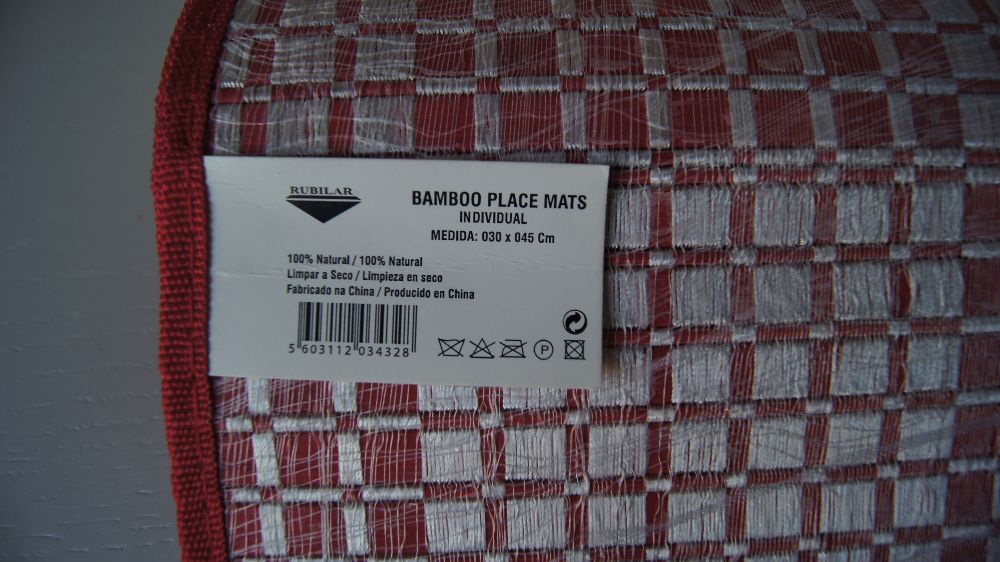 RUBILAR
BAMBOO PLACE MATS
INDIVIDUAL
MEDIDA: 030 x 045 Cm
100% Natural / 100% Natural
Limpar a Seco / Limpieza en seco
Fabricado na China / Producido en China
5 603112 034328
P